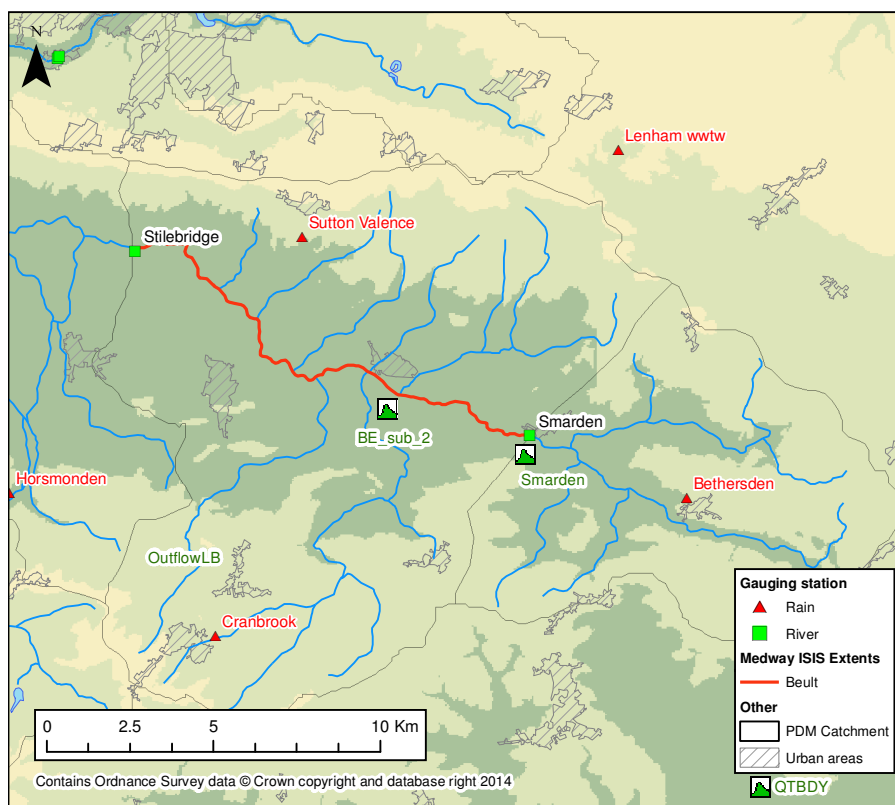 N
Lenham wwtw
Sutton Valence
Stilebridge
Smarden
BE_sub_2
Smarden
Horsmonden
Bethersden
OutflowLB
Cranbrook
Gauging station
Rain
River
Medway ISIS Extents
Beult
Other
PDM Catchment
Urban areas
QTBDY
0 2.5 5 10 Km
Contains Ordnance Survey data © Crown copyright and database right 2014